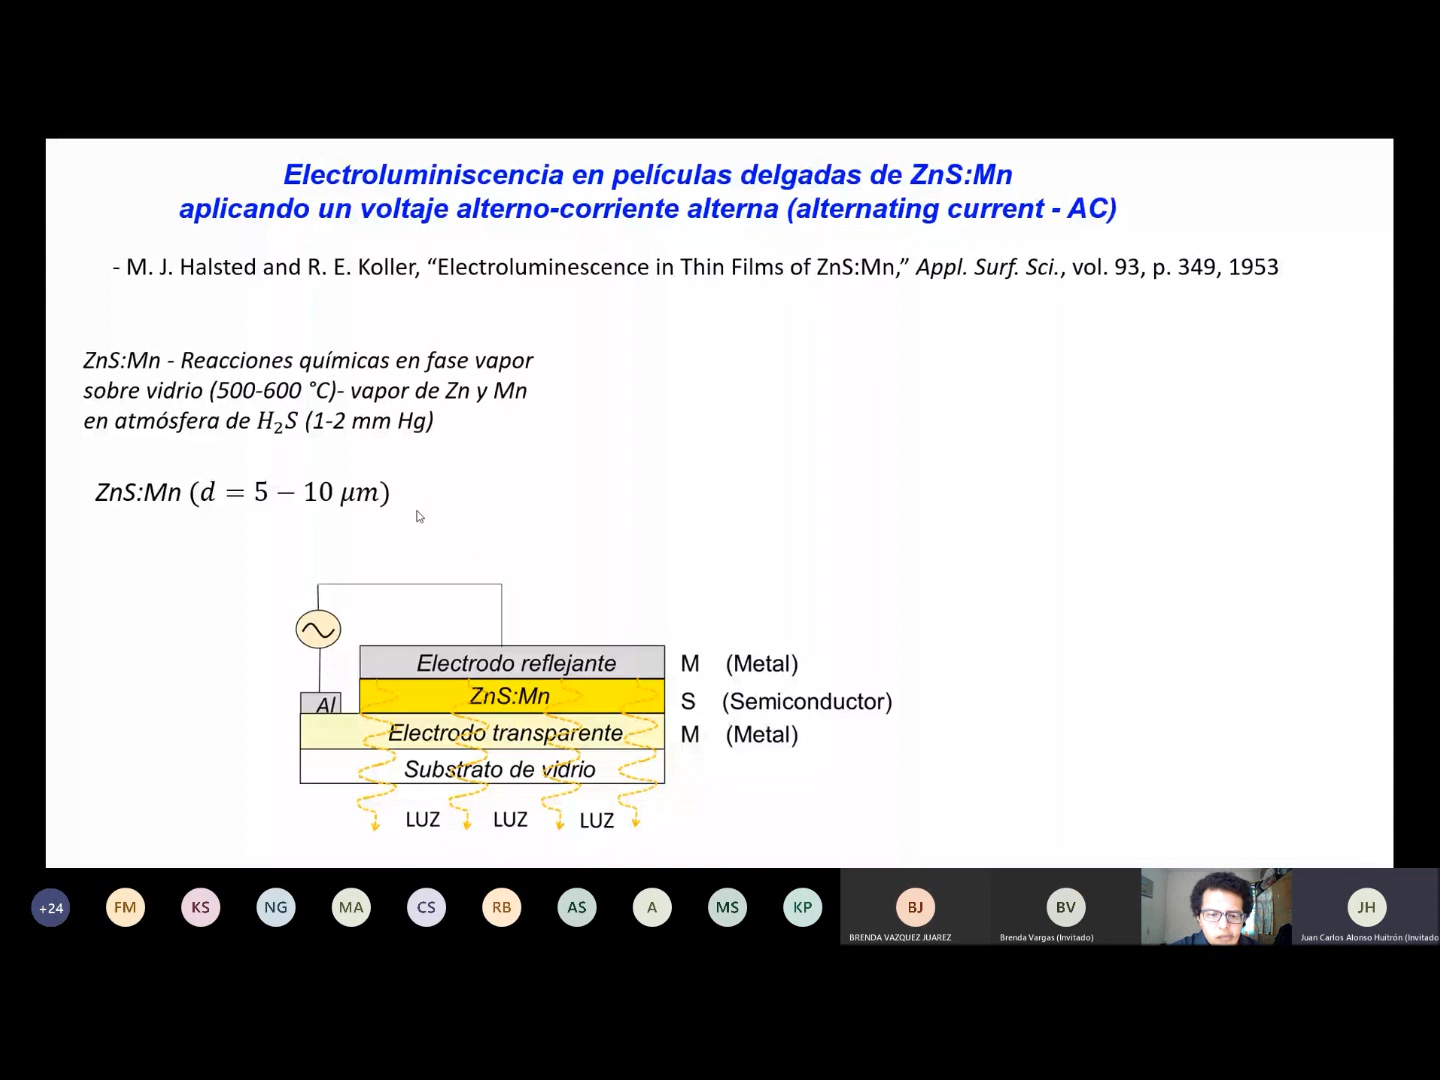 Electroluminiscencia en películas delgadas de ZnS:Mn
aplicando un voltaje alterno-corriente alterna (alternating current - AC)
- M. J. Halsted and R. E. Koller, “Electroluminescence in Thin Films of ZnS:Mn,” Appl. Surf. Sci., vol. 93, p. 349, 1953
ZnS:Mn - Reacciones químicas en fase vapor
sobre vidrio (500-600 °C)- vapor de Zn y Mn
en atmósfera de H₂S (1-2 mm Hg)
ZnS:Mn (d = 5 − 10 μm)
Electrodo reflejante M (Metal)
ZnS:Mn S (Semiconductor)
Al
Electrodo transparente M (Metal)
Substrato de vidrio
LUZ LUZ LUZ
+24 FM KS NG MA CS RB AS A MS KP BJ BV JH
BRENDA VAZQUEZ JUAREZ Brenda Vargas (Invitado) Juan Carlos Alonso Huitrón (Invitado